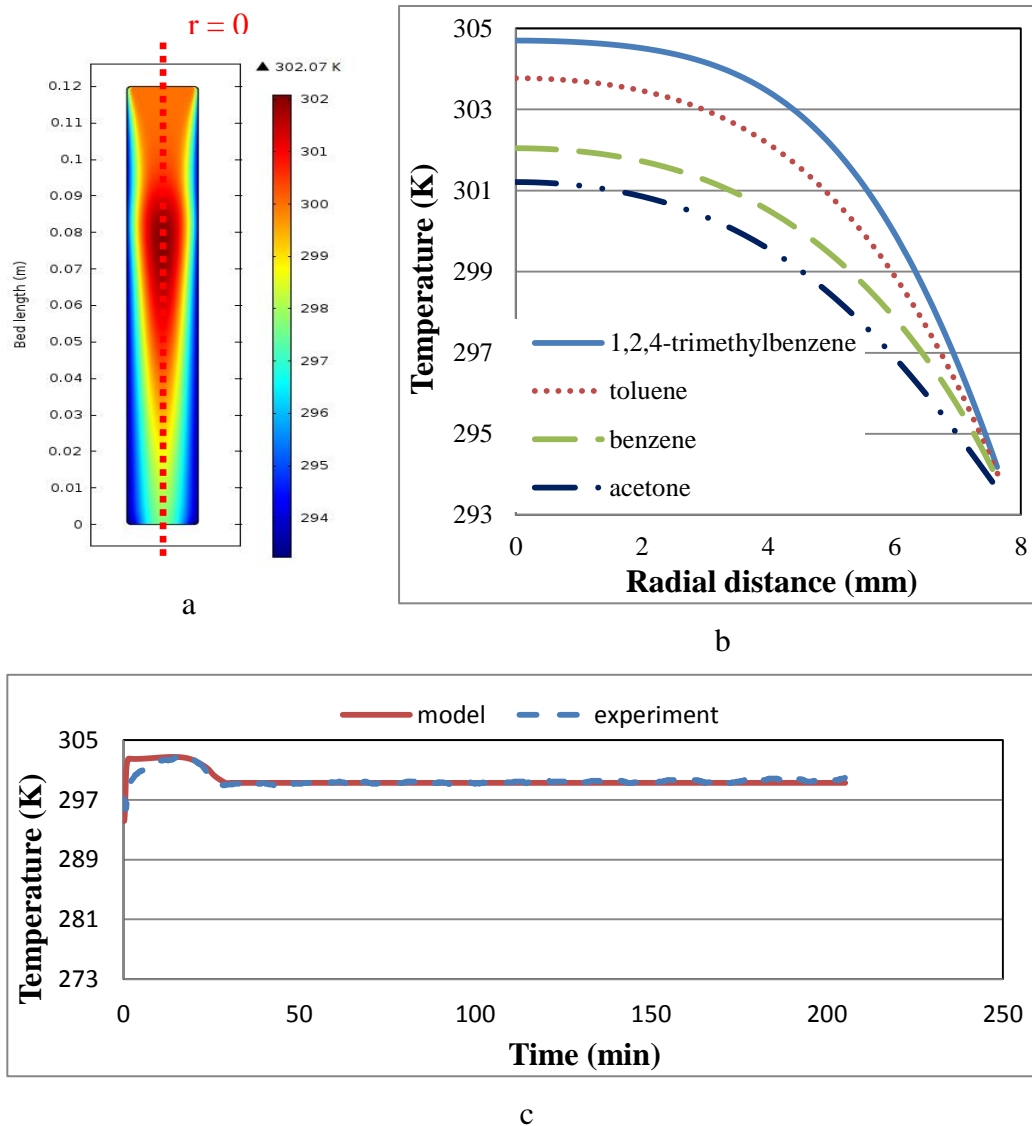 r = 0
▲ 302.07 K
0.12
0.11
0.1
0.09
0.08
0.07
0.06
0.05
0.04
0.03
0.02
0.01
0
Bed length (m)
302
301
300
299
298
297
296
295
294
a
305
303
301
299
297
295
293
Temperature (K)
1,2,4-trimethylbenzene
toluene
benzene
acetone
0 2 4 6 8
Radial distance (mm)
b
model experiment
305
297
289
281
273
Temperature (K)
0 50 100 150 200 250
Time (min)
c